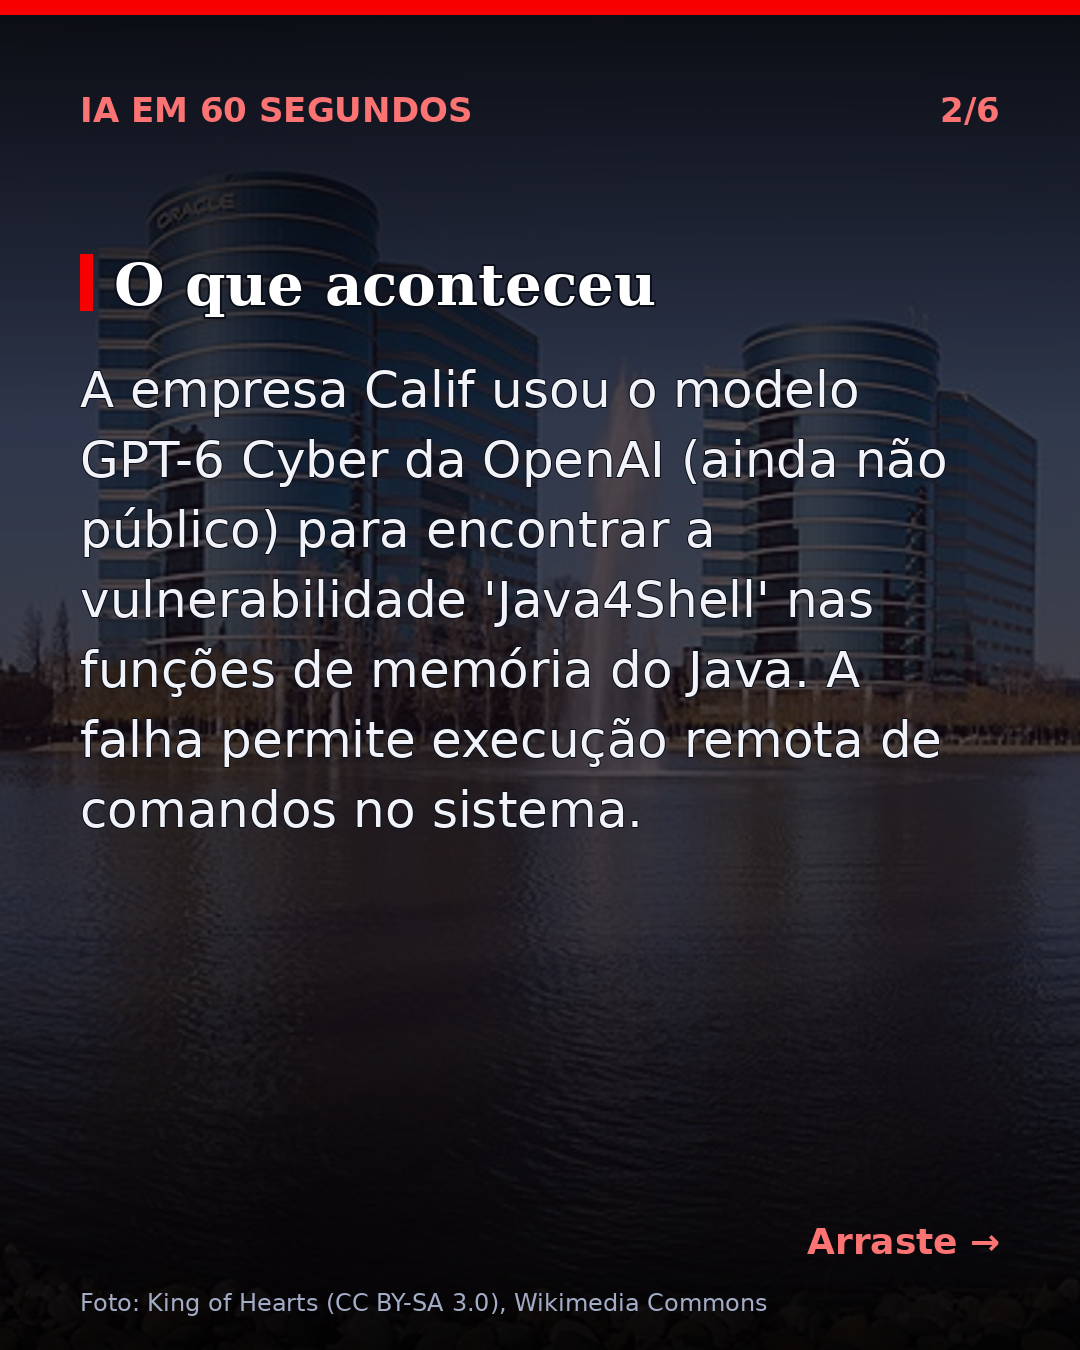 IA EM 60 SEGUNDOS
2/6
ORACLE
O que aconteceu
A empresa Calif usou o modelo
GPT-6 Cyber da OpenAI (ainda não
público) para encontrar a
vulnerabilidade 'Java4Shell' nas
funções de memória do Java. A
falha permite execução remota de
comandos no sistema.
Arraste →
Foto: King of Hearts (CC BY-SA 3.0), Wikimedia Commons